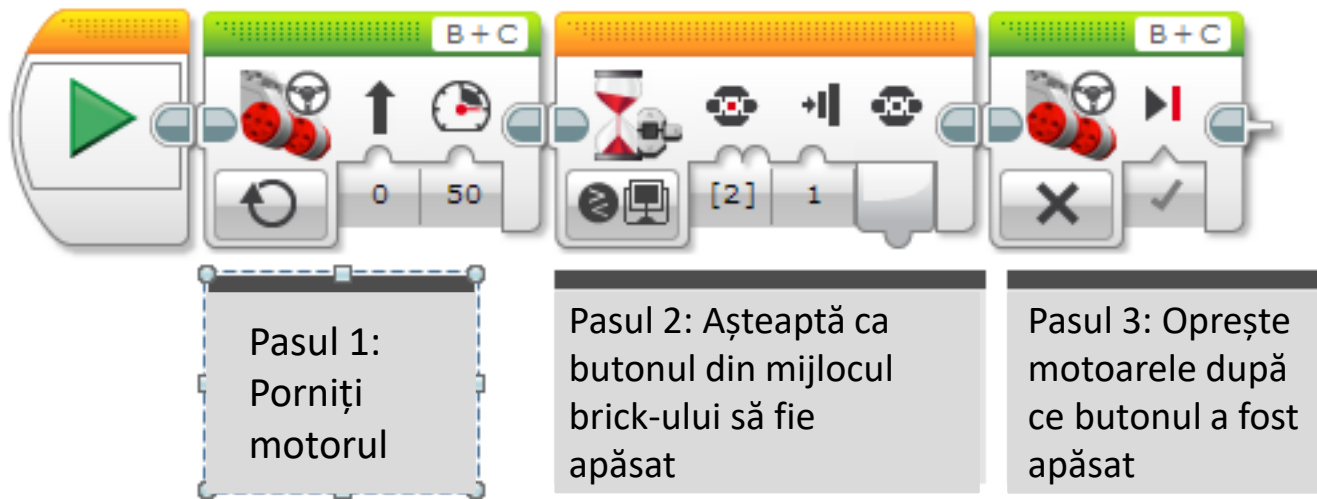 B + C
B + C
0
50
[2]
1
Pasul 1:
Porniți
motorul
Pasul 2: Așteaptă ca
butonul din mijlocul
brick-ului să fie
apăsat
Pasul 3: Oprește
motoarele după
ce butonul a fost
apăsat